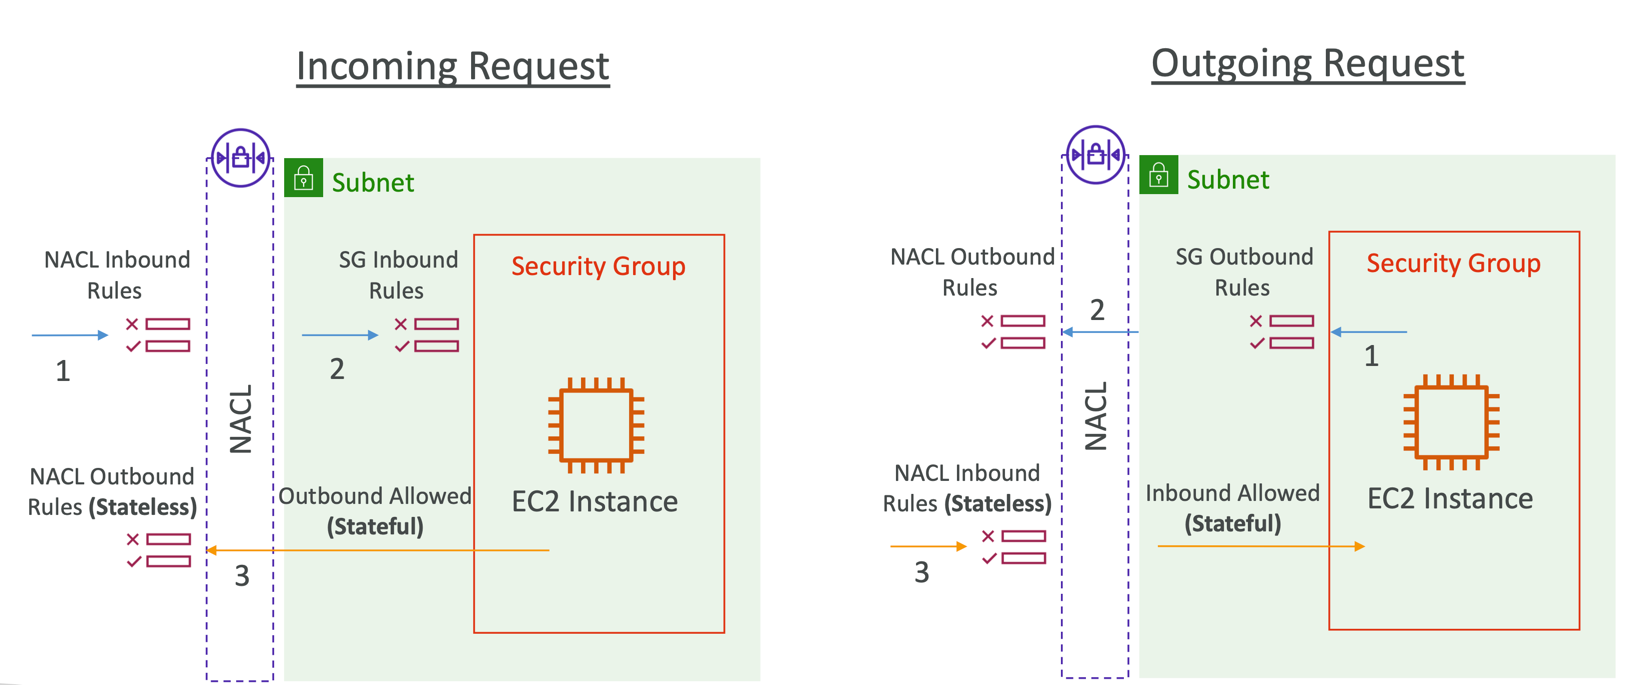 Incoming Request
Subnet
NACL Inbound
Rules
SG Inbound
Rules
Security Group
1
2
NACL
NACL Outbound
Rules (Stateless)
Outbound Allowed
(Stateful)
EC2 Instance
3
Outgoing Request
Subnet
NACL Outbound
Rules
SG Outbound
Rules
Security Group
2
1
NACL
NACL Inbound
Rules (Stateless)
Inbound Allowed
(Stateful)
EC2 Instance
3